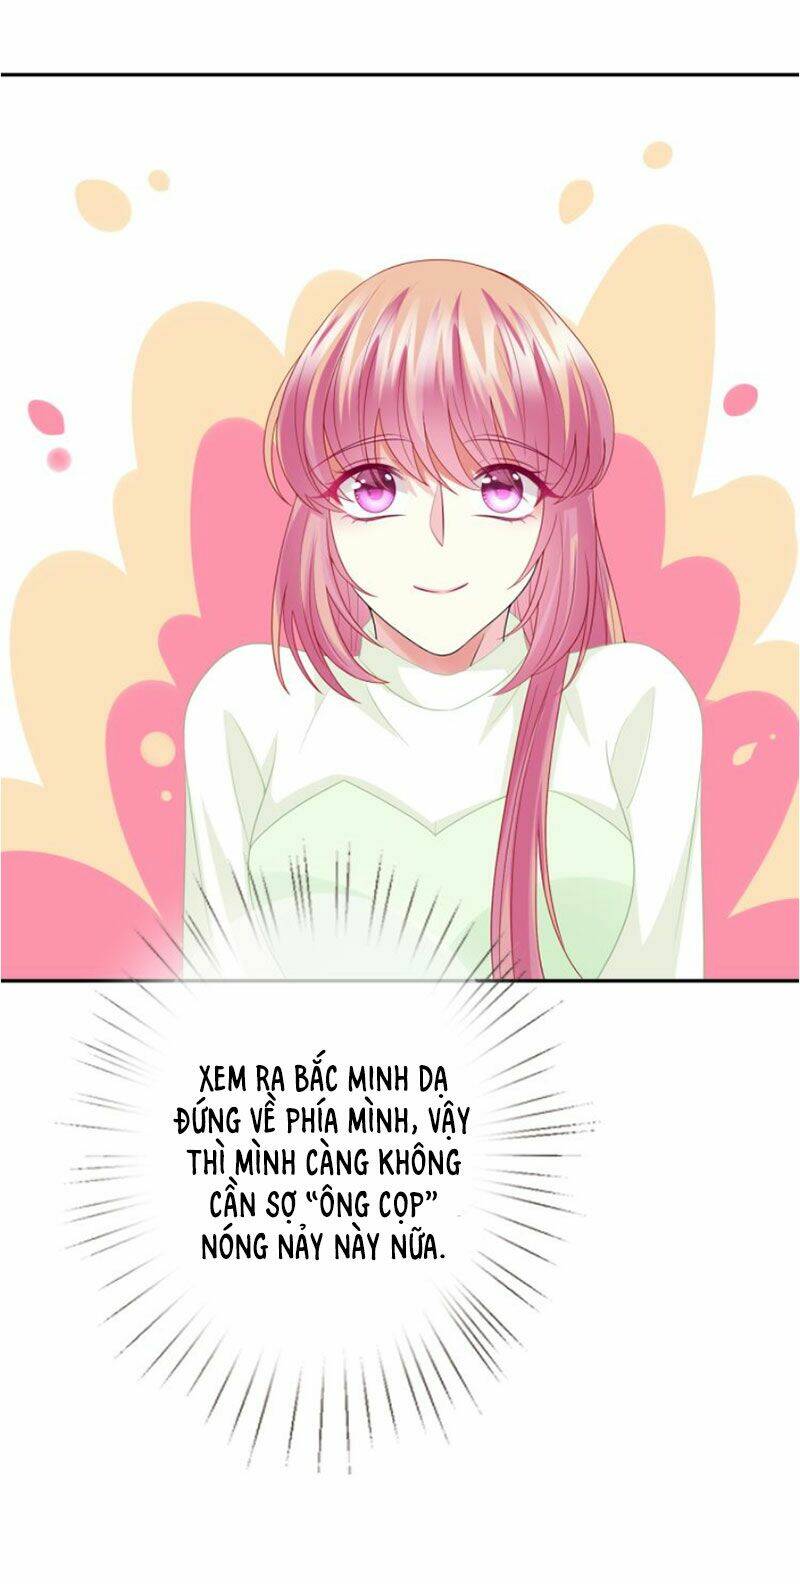 XEM RA BẮC MINH DẠ
ĐỨNG VỀ PHÍA MÌNH, VẬY
THÌ MÌNH CÀNG KHÔNG
CẦN SỢ “ÔNG CỌP”
NÓNG NẢY NÀY NỮA.